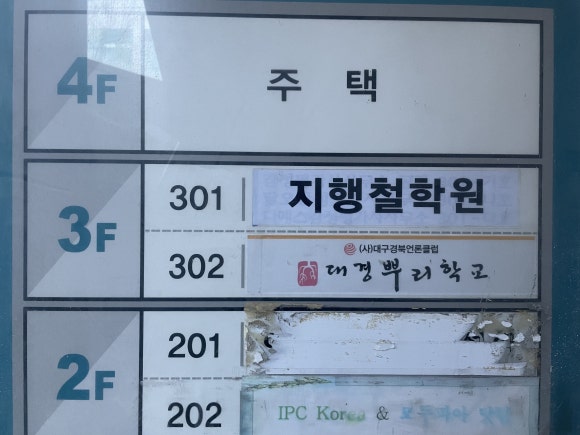 4F
주 택
3F
301
지행철학원
302
(사)대구경북언론클럽
대경뿌리학교
2F
201
202
IPC Korea &